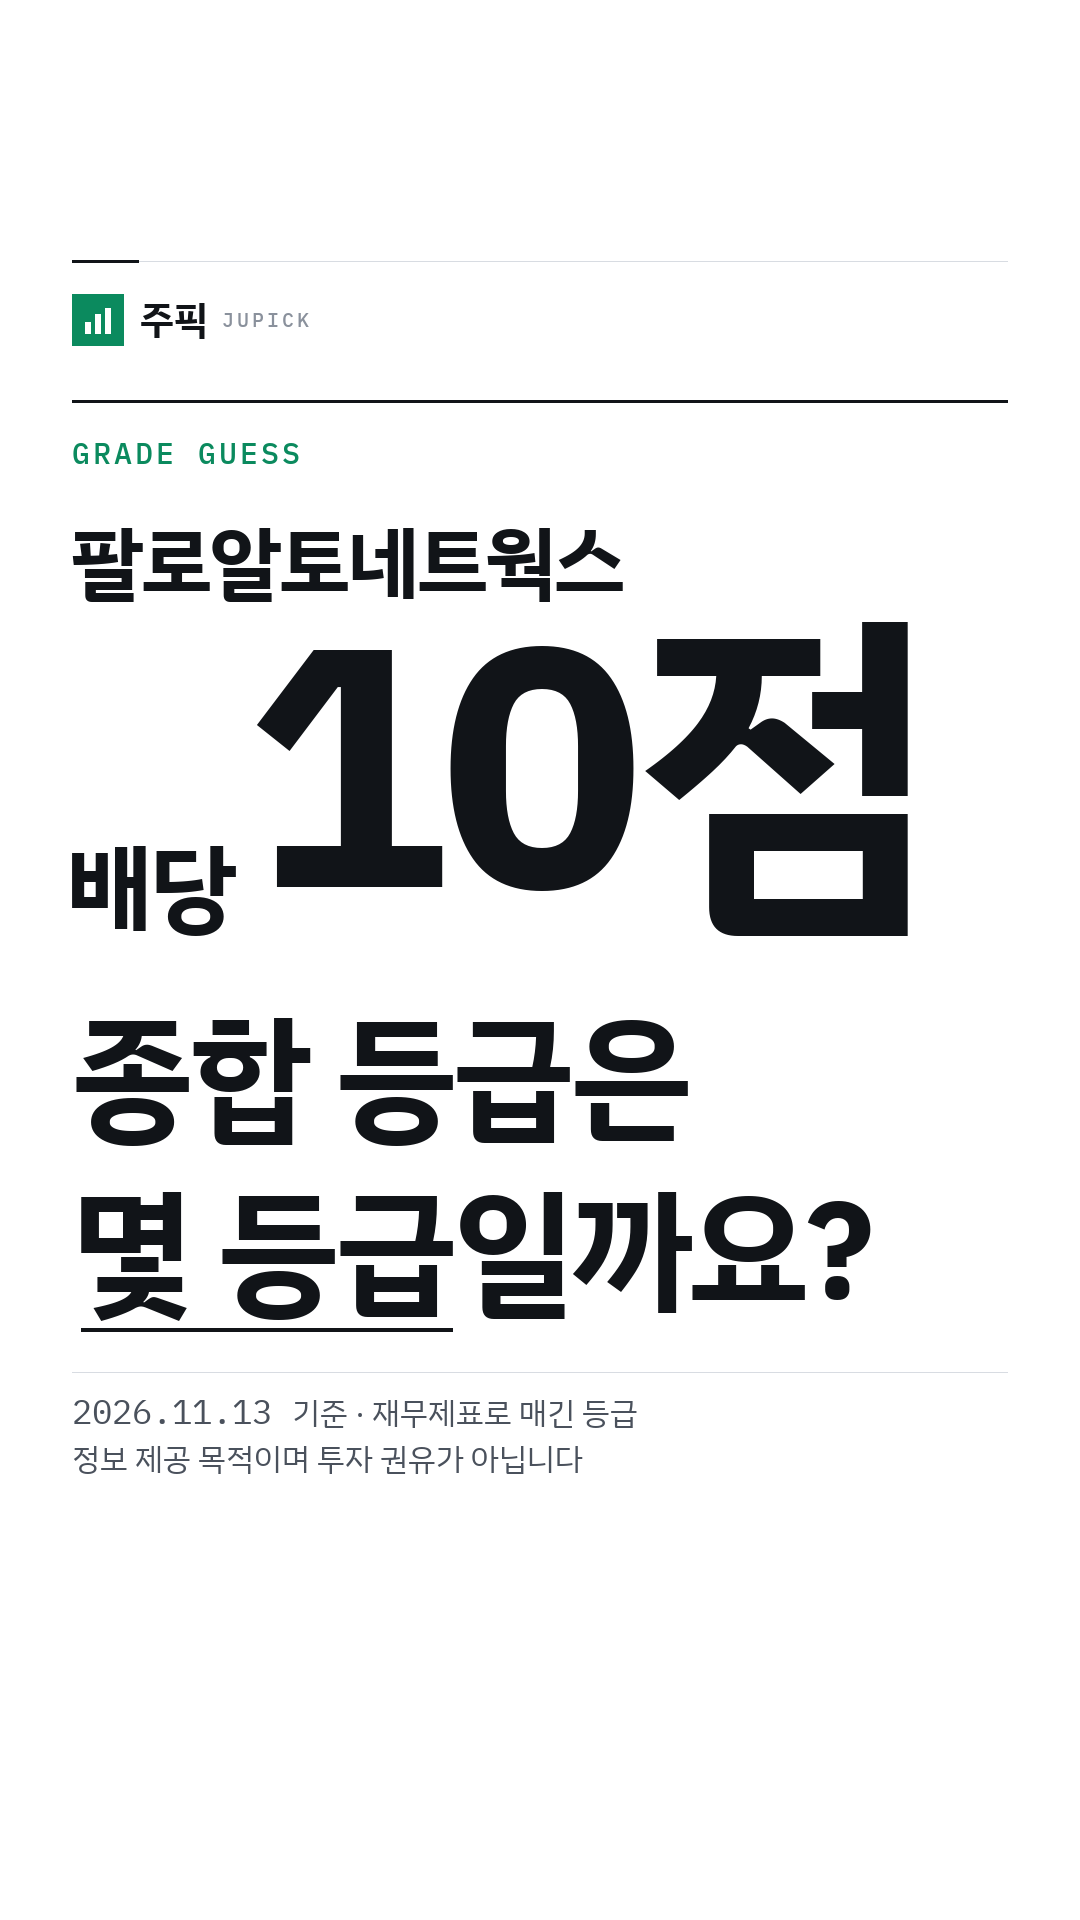 주픽 JUPICK
GRADE GUESS
팔로알토네트웍스
배당 10점
종합 등급은
몇 등급일까요?
2026.11.13 기준 · 재무제표로 매긴 등급
정보 제공 목적이며 투자 권유가 아닙니다